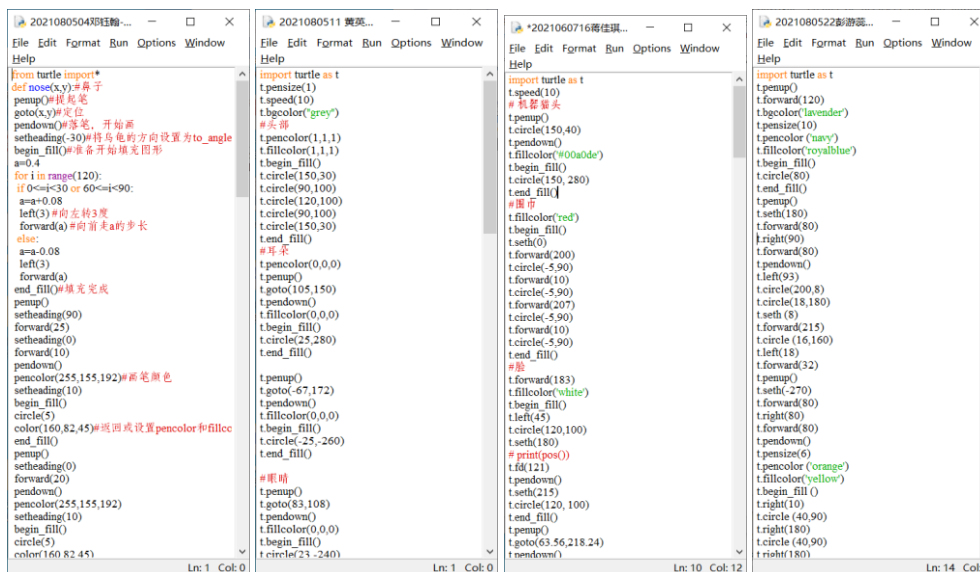 2021080504邓钰翰-...
File Edit Format Run Options Window
Help
from turtle import*
def nose(x,y):#鼻子
penup()#提起笔
goto(x,y)#定位
pendown()#落笔，开始画
setheading(-30)#将乌龟的方向设置为to_angle
begin_fill()#准备开始填充图形
a=0.4
for i in range(120):
if 0<=i<30 or 60<=i<90:
a=a+0.08
left(3) #向左转3度
forward(a) #向前走a的步长
else:
a=a-0.08
left(3)
forward(a)
end_fill()#填充完成
penup()
setheading(90)
forward(25)
setheading(0)
forward(10)
pendown()
pencolor(255,155,192)#画笔颜色
setheading(10)
begin_fill()
circle(5)
color(160,82,45)#返回或设置pencolor和fillcc
end_fill()
penup()
setheading(0)
forward(20)
pendown()
pencolor(255,155,192)
setheading(10)
begin_fill()
circle(5)
color(160,82,45)
Ln: 1 Col: 0
2021080511 黄英...
File Edit Format Run Options Window
Help
import turtle as t
t.pensize(1)
t.speed(10)
t.bgcolor("grey")
#头部
t.pencolor(1,1,1)
t.fillcolor(1,1,1)
t.begin_fill()
t.circle(150,30)
t.circle(90,100)
t.circle(120,100)
t.circle(90,100)
t.circle(150,30)
t.end_fill()
#耳朵
t.pencolor(0,0,0)
t.penup()
t.goto(105,150)
t.pendown()
t.fillcolor(0,0,0)
t.begin_fill()
t.circle(25,280)
t.end_fill()
t.penup()
t.goto(-67,172)
t.pendown()
t.fillcolor(0,0,0)
t.begin_fill()
t.circle(-25,-260)
t.end_fill()
#眼睛
t.penup()
t.goto(83,108)
t.pendown()
t.fillcolor(0,0,0)
t.begin_fill()
t.circle(23,-240)
Ln: 1 Col: 0
*2021060716蒋佳琪...
File Edit Format Run Options Window
Help
import turtle as t
t.speed(10)
# 机器猫头
t.penup()
t.circle(150,40)
t.pendown()
t.fillcolor('#00a0de')
t.begin_fill()
t.circle(150, 280)
t.end_fill()
#围巾
t.fillcolor('red')
t.begin_fill()
t.seth(0)
t.forward(200)
t.circle(-5,90)
t.forward(10)
t.circle(-5,90)
t.forward(207)
t.circle(-5,90)
t.forward(10)
t.circle(-5,90)
t.end_fill()
#脸
t.forward(183)
t.fillcolor('white')
t.begin_fill()
t.left(45)
t.circle(120,100)
t.seth(180)
# print(pos())
t.fd(121)
t.pendown()
t.seth(215)
t.circle(120, 100)
t.end_fill()
t.penup()
t.goto(63.56,218.24)
t.pendown()
Ln: 10 Col: 12
2021080522彭游蕊...
File Edit Format Run Options Window
Help
import turtle as t
t.penup()
t.forward(120)
t.bgcolor('lavender')
t.pensize(10)
t.pencolor ('navy')
t.fillcolor('royalblue')
t.begin_fill()
t.circle(80)
t.end_fill()
t.penup()
t.seth(180)
t.forward(80)
t.right(90)
t.forward(80)
t.pendown()
t.left(93)
t.circle(200,8)
t.circle(18,180)
t.seth (8)
t.forward(215)
t.circle (16,160)
t.left(18)
t.forward(32)
t.penup()
t.seth(-270)
t.forward(80)
t.right(80)
t.forward(80)
t.pendown()
t.pensize(6)
t.pencolor ('orange')
t.fillcolor('yellow')
t.begin_fill ()
t.right(10)
t.circle (40,90)
t.right(180)
t.circle (40,90)
t.right(180)
Ln: 14 Col: